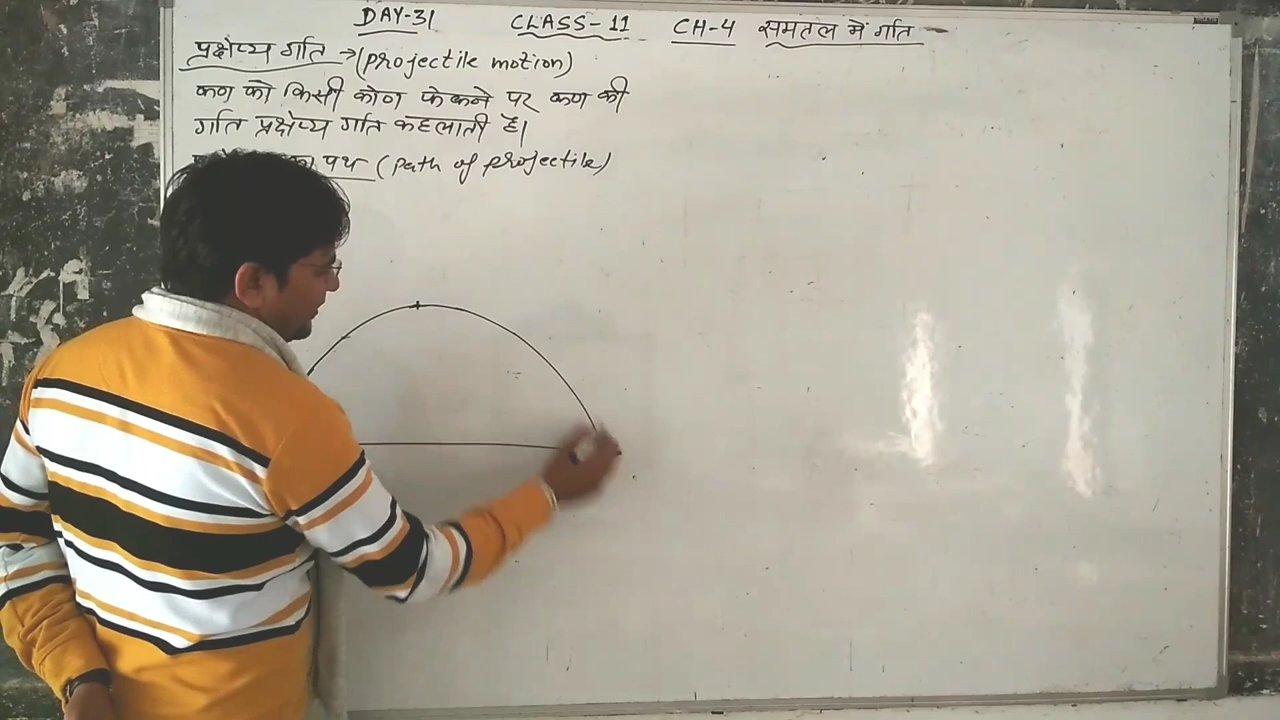 DAY-31 CLASS-11 CH-4 समतल में गति
प्रक्षेप्य गति → (projectile motion)
कण को किसी कोण फेकने पर कण की
गति प्रक्षेप्य गति कहलाती है।
का पथ (Path of projectile)